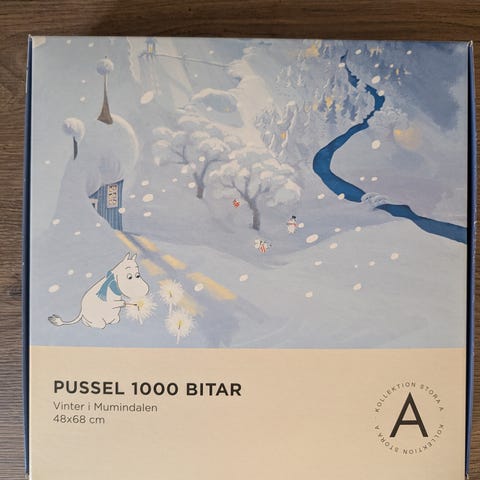 PUSSEL 1000 BITAR
Vinter i Mumindalen
48x68 cm
KOLLEKTION STORA A
KOLLEKTION STORA A
A